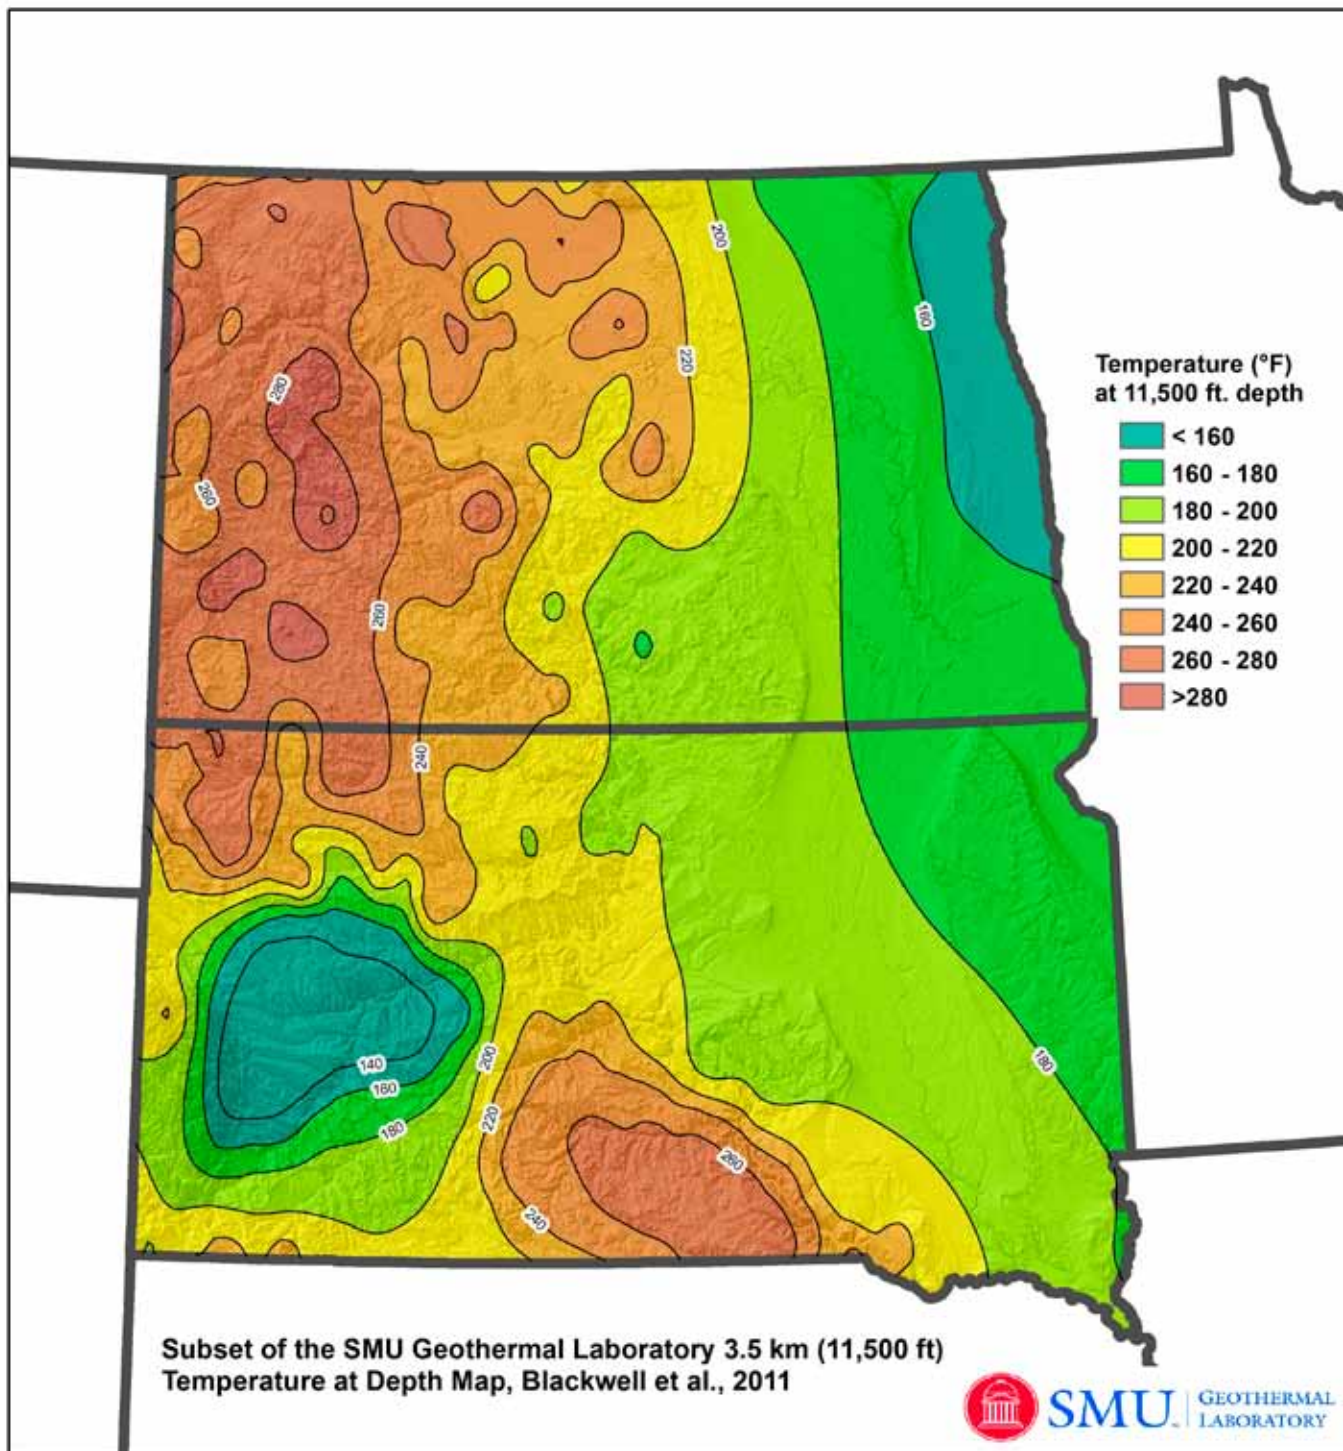 200
160
220
280
260
260
240
Temperature (°F)
at 11,500 ft. depth
< 160
160 - 180
180 - 200
200 - 220
220 - 240
240 - 260
260 - 280
>280
140
160
180
200
220
240
260
180
Subset of the SMU Geothermal Laboratory 3.5 km (11,500 ft)
Temperature at Depth Map, Blackwell et al., 2011
SMU
GEOTHERMAL
LABORATORY